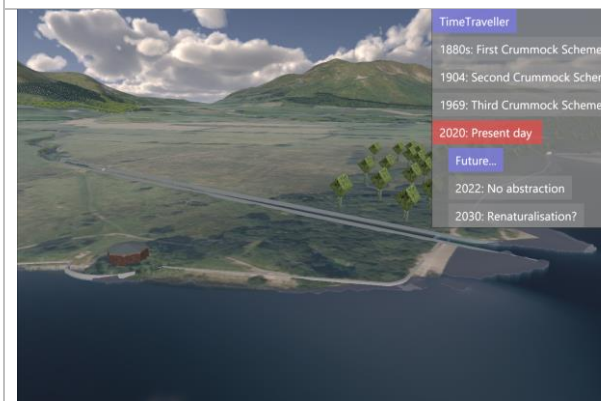 TimeTraveller
1880s: First Crummock Scheme
1904: Second Crummock
1969: Third Crummock Scheme
2020: Present day
Future...
2022: No abstraction
2030: Renaturalisation?